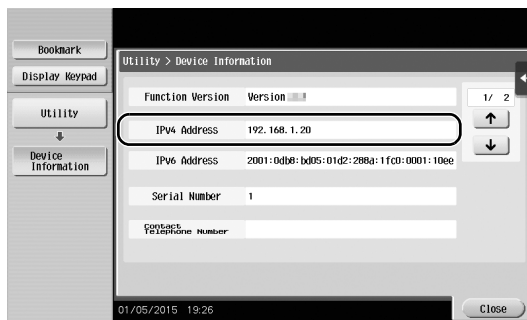 Bookmark
Display Keypad
Utility
Device
Information
Utility > Device Information
Function Version Version
1/ 2
IPv4 Address 192.168.1.20
IPv6 Address 2001:0db8:bd05:01d2:288a:1fc0:0001:10ee
Serial Number 1
Contact
Telephone Number
01/05/2015 19:26
Close